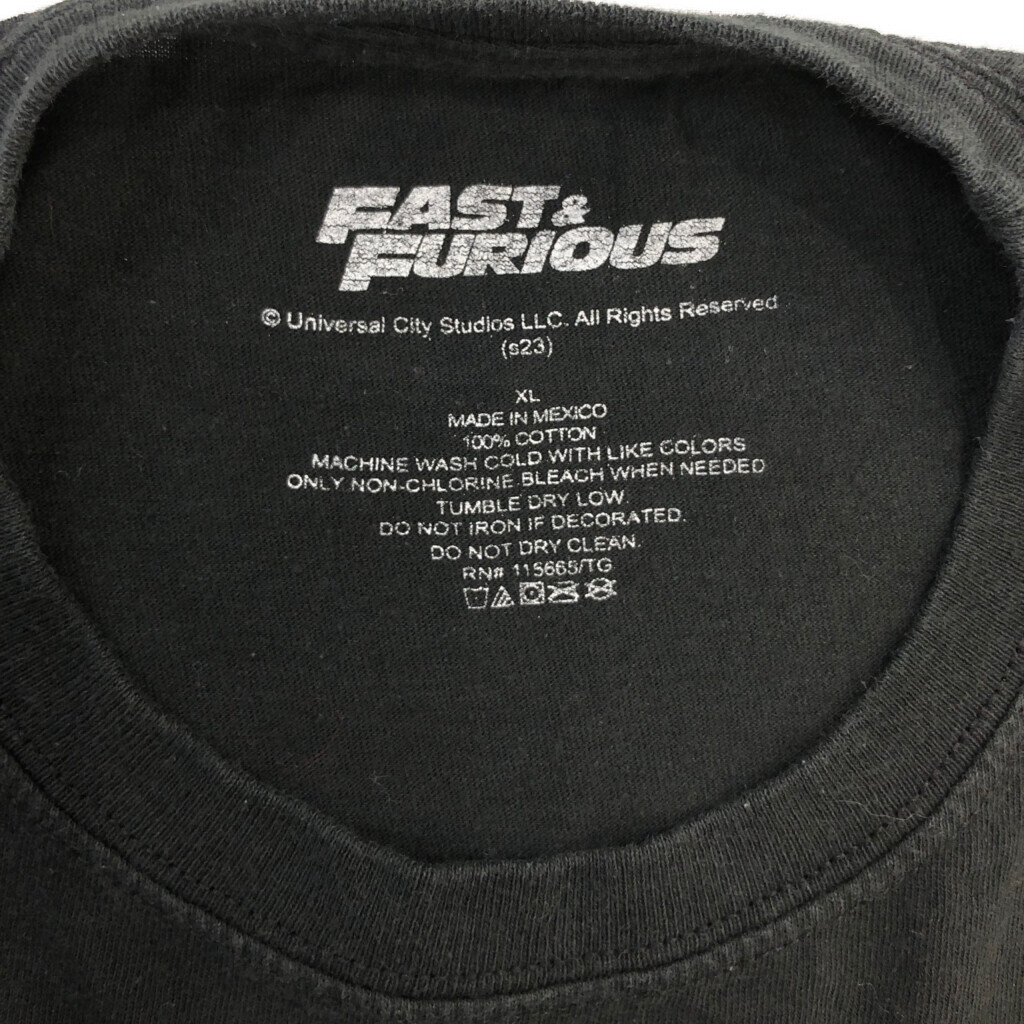 FAST &
FURIOUS
© Universal City Studios LLC. All Rights Reserved
(s23)
XL
MADE IN MEXICO
100% COTTON
MACHINE WASH COLD WITH LIKE COLORS
ONLY NON-CHLORINE BLEACH WHEN NEEDED
TUMBLE DRY LOW.
DO NOT IRON IF DECORATED.
DO NOT DRY CLEAN.
RN# 115665/TG